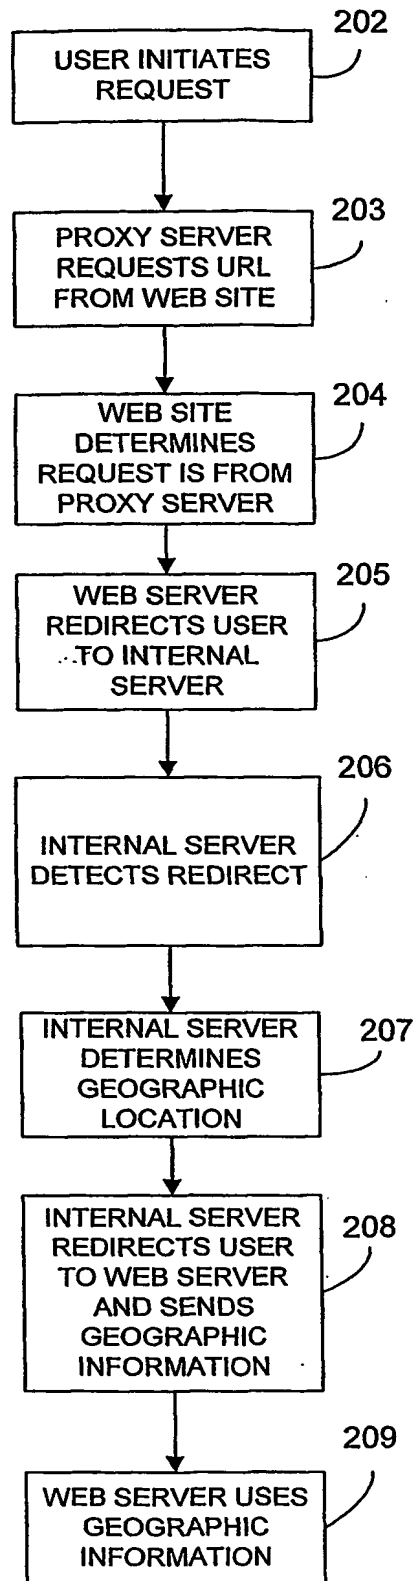 202
USER INITIATES
REQUEST
203
PROXY SERVER
REQUESTS URL
FROM WEB SITE
204
WEB SITE
DETERMINES
REQUEST IS FROM
PROXY SERVER
205
WEB SERVER
REDIRECTS USER
TO INTERNAL
SERVER
206
INTERNAL SERVER
DETECTS REDIRECT
207
INTERNAL SERVER
DETERMINES
GEOGRAPHIC
LOCATION
208
INTERNAL SERVER
REDIRECTS USER
TO WEB SERVER
AND SENDS
GEOGRAPHIC
INFORMATION
209
WEB SERVER USES
GEOGRAPHIC
INFORMATION